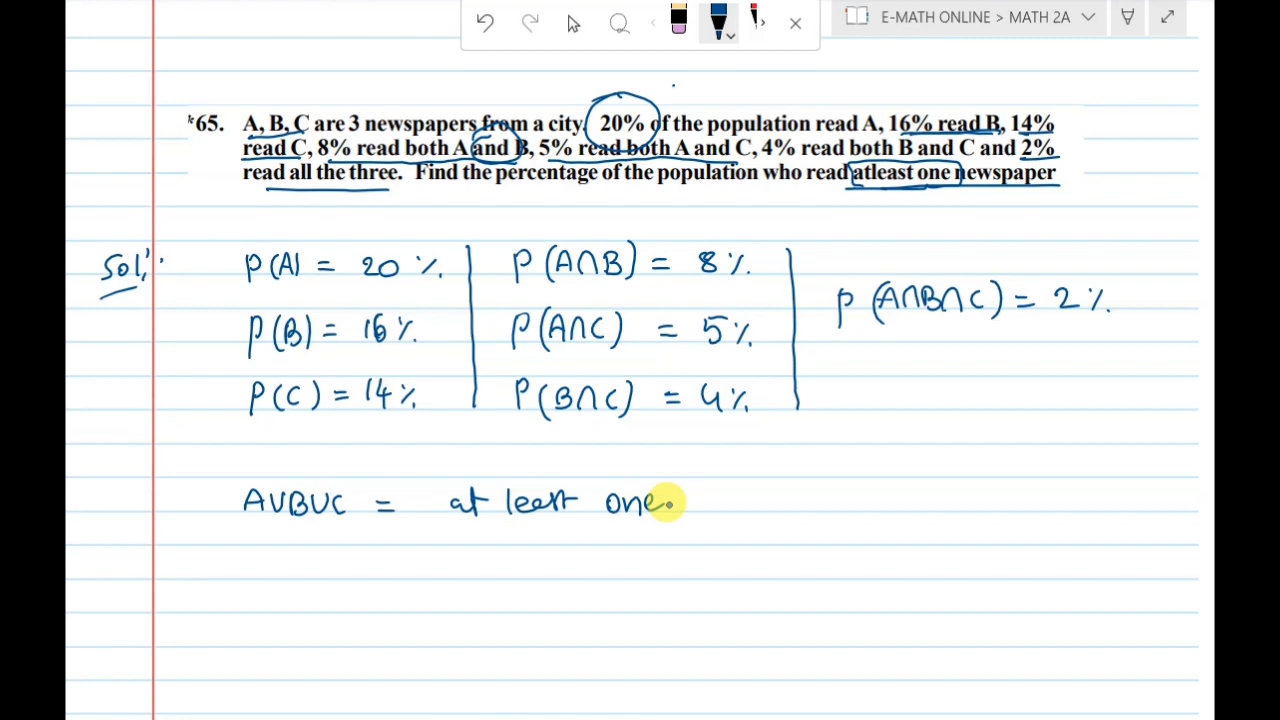 E-MATH ONLINE > MATH 2A
*65. A, B, C are 3 newspapers from a city. 20% of the population read A, 16% read B, 14%
read C, 8% read both A and B, 5% read both A and C, 4% read both B and C and 2%
read all the three. Find the percentage of the population who read atleast one newspaper
Sol:
P(A) = 20 % P(A∩B) = 8 %
P(A∩B∩C) = 2 %
P(B) = 16 % P(A∩C) = 5 %
P(C) = 14 % P(B∩C) = 4 %
AUBUC = at least one.